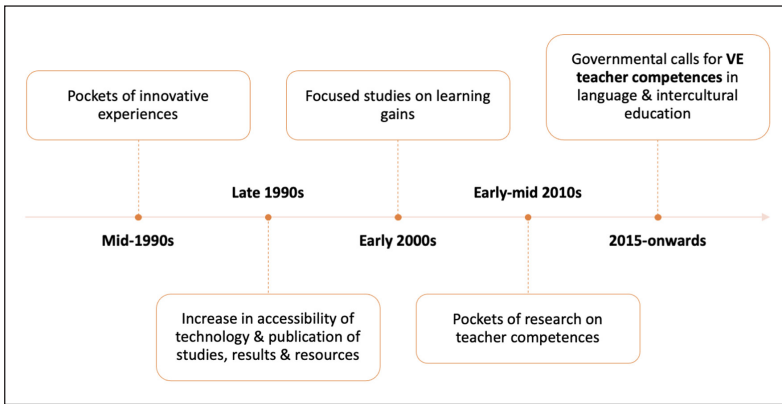 Pockets of innovative
experiences
Focused studies on learning
gains
Governmental calls for VE
teacher competences in
language & intercultural
education
Late 1990s
Early-mid 2010s
Mid-1990s
Early 2000s
2015-onwards
Increase in accessibility of
technology & publication of
studies, results & resources
Pockets of research on
teacher competences